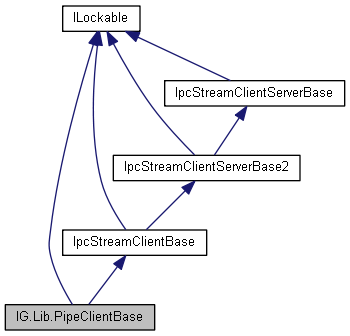 ILockable
IpcStreamClientServerBase
IpcStreamClientServerBase2
IpcStreamClientBase
IG.Lib.PipeClientBase